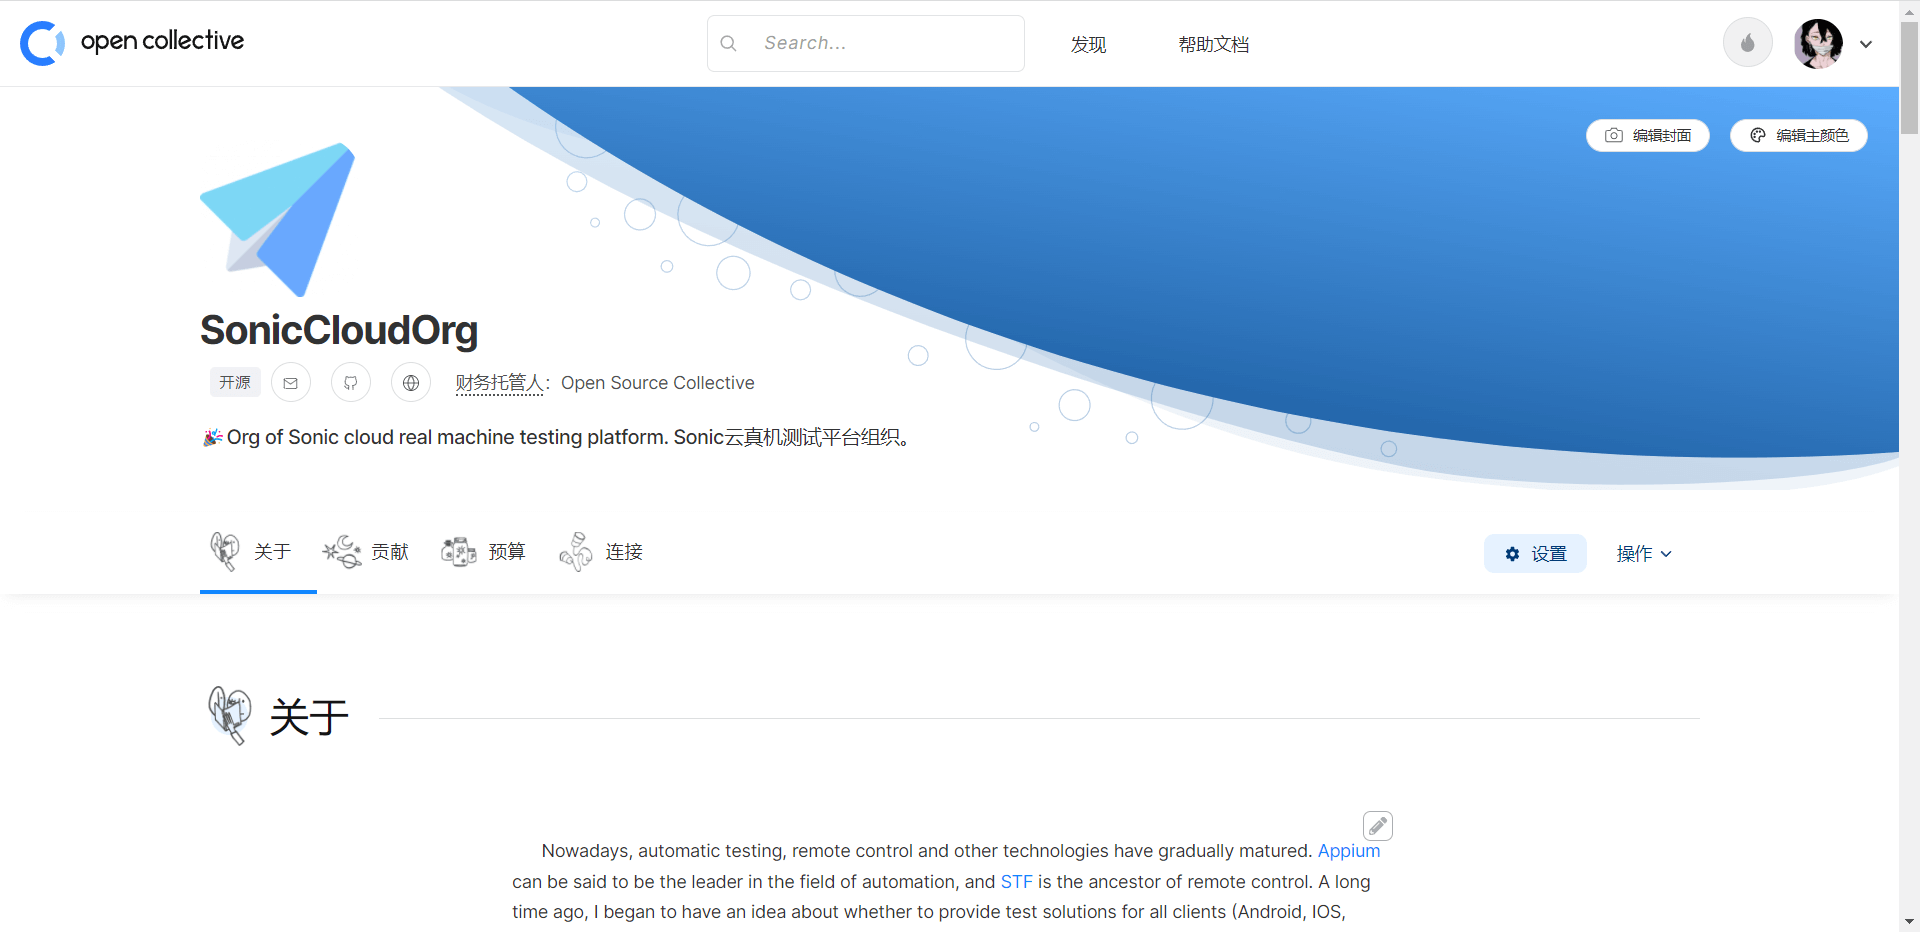 open collective
Search...
发现
帮助文档
编辑封面
编辑主颜色
SonicCloudOrg
开源
财务托管人：Open Source Collective
🎉Org of Sonic cloud real machine testing platform. Sonic云真机测试平台组织。
关于
贡献
预算
连接
设置
操作
关于
Nowadays, automatic testing, remote control and other technologies have gradually matured. Appium
can be said to be the leader in the field of automation, and STF is the ancestor of remote control. A long
time ago, I began to have an idea about whether to provide test solutions for all clients (Android, IOS,